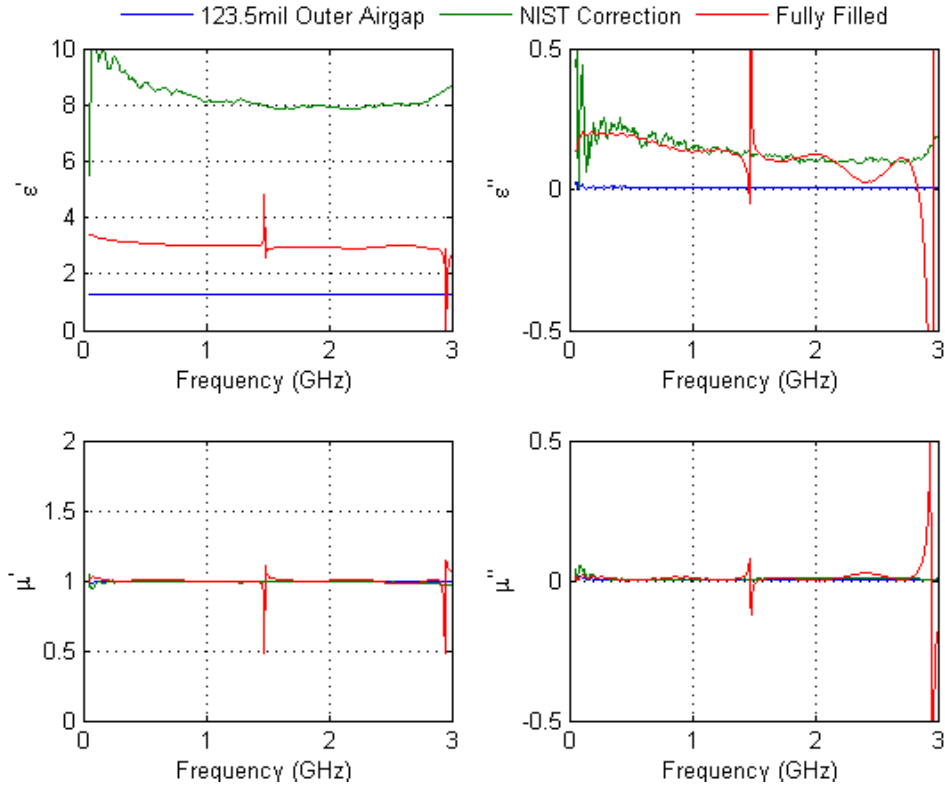 123.5mil Outer Airgap NIST Correction Fully Filled
10
8
6
4
2
0
ε'
0 1 2 3
Frequency (GHz)
0.5
0
-0.5
ε''
0 1 2 3
Frequency (GHz)
2
1.5
1
0.5
0
μ'
0 1 2 3
Frequency (GHz)
0.5
0
-0.5
μ''
0 1 2 3
Frequency (GHz)